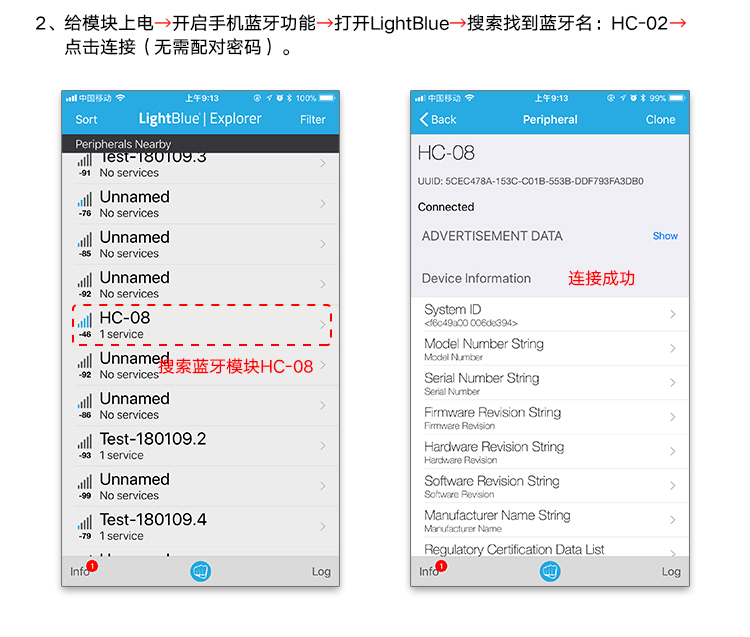 2、给模块上电→开启手机蓝牙功能→打开LightBlue→搜索找到蓝牙名：HC-02→
点击连接（无需配对密码）。
中国移动 上午9:13 100%
Sort LightBlue | Explorer Filter
Peripherals Nearby
Test-180109.3
-91 No services
Unnamed
-76 No services
Unnamed
-85 No services
Unnamed
-92 No services
HC-08
-46 1 service
Unnamed
-92 No services
搜索蓝牙模块HC-08
Unnamed
-86 No services
Test-180109.2
-93 1 service
Unnamed
-99 No services
Test-180109.4
-79 1 service
Info 1 Log
中国移动 上午9:13 99%
Back Peripheral Clone
HC-08
UUID: 5CEC478A-153C-C01B-553B-DDF793FA3DB0
Connected
ADVERTISEMENT DATA Show
Device Information 连接成功
System ID
<f6c49a00 006de394>
Model Number String
Model Number
Serial Number String
Serial Number
Firmware Revision String
Firmware Revision
Hardware Revision String
Hardware Revision
Software Revision String
Software Revision
Manufacturer Name String
Manufacturer Name
Regulatory Certification Data List
Info 1 Log